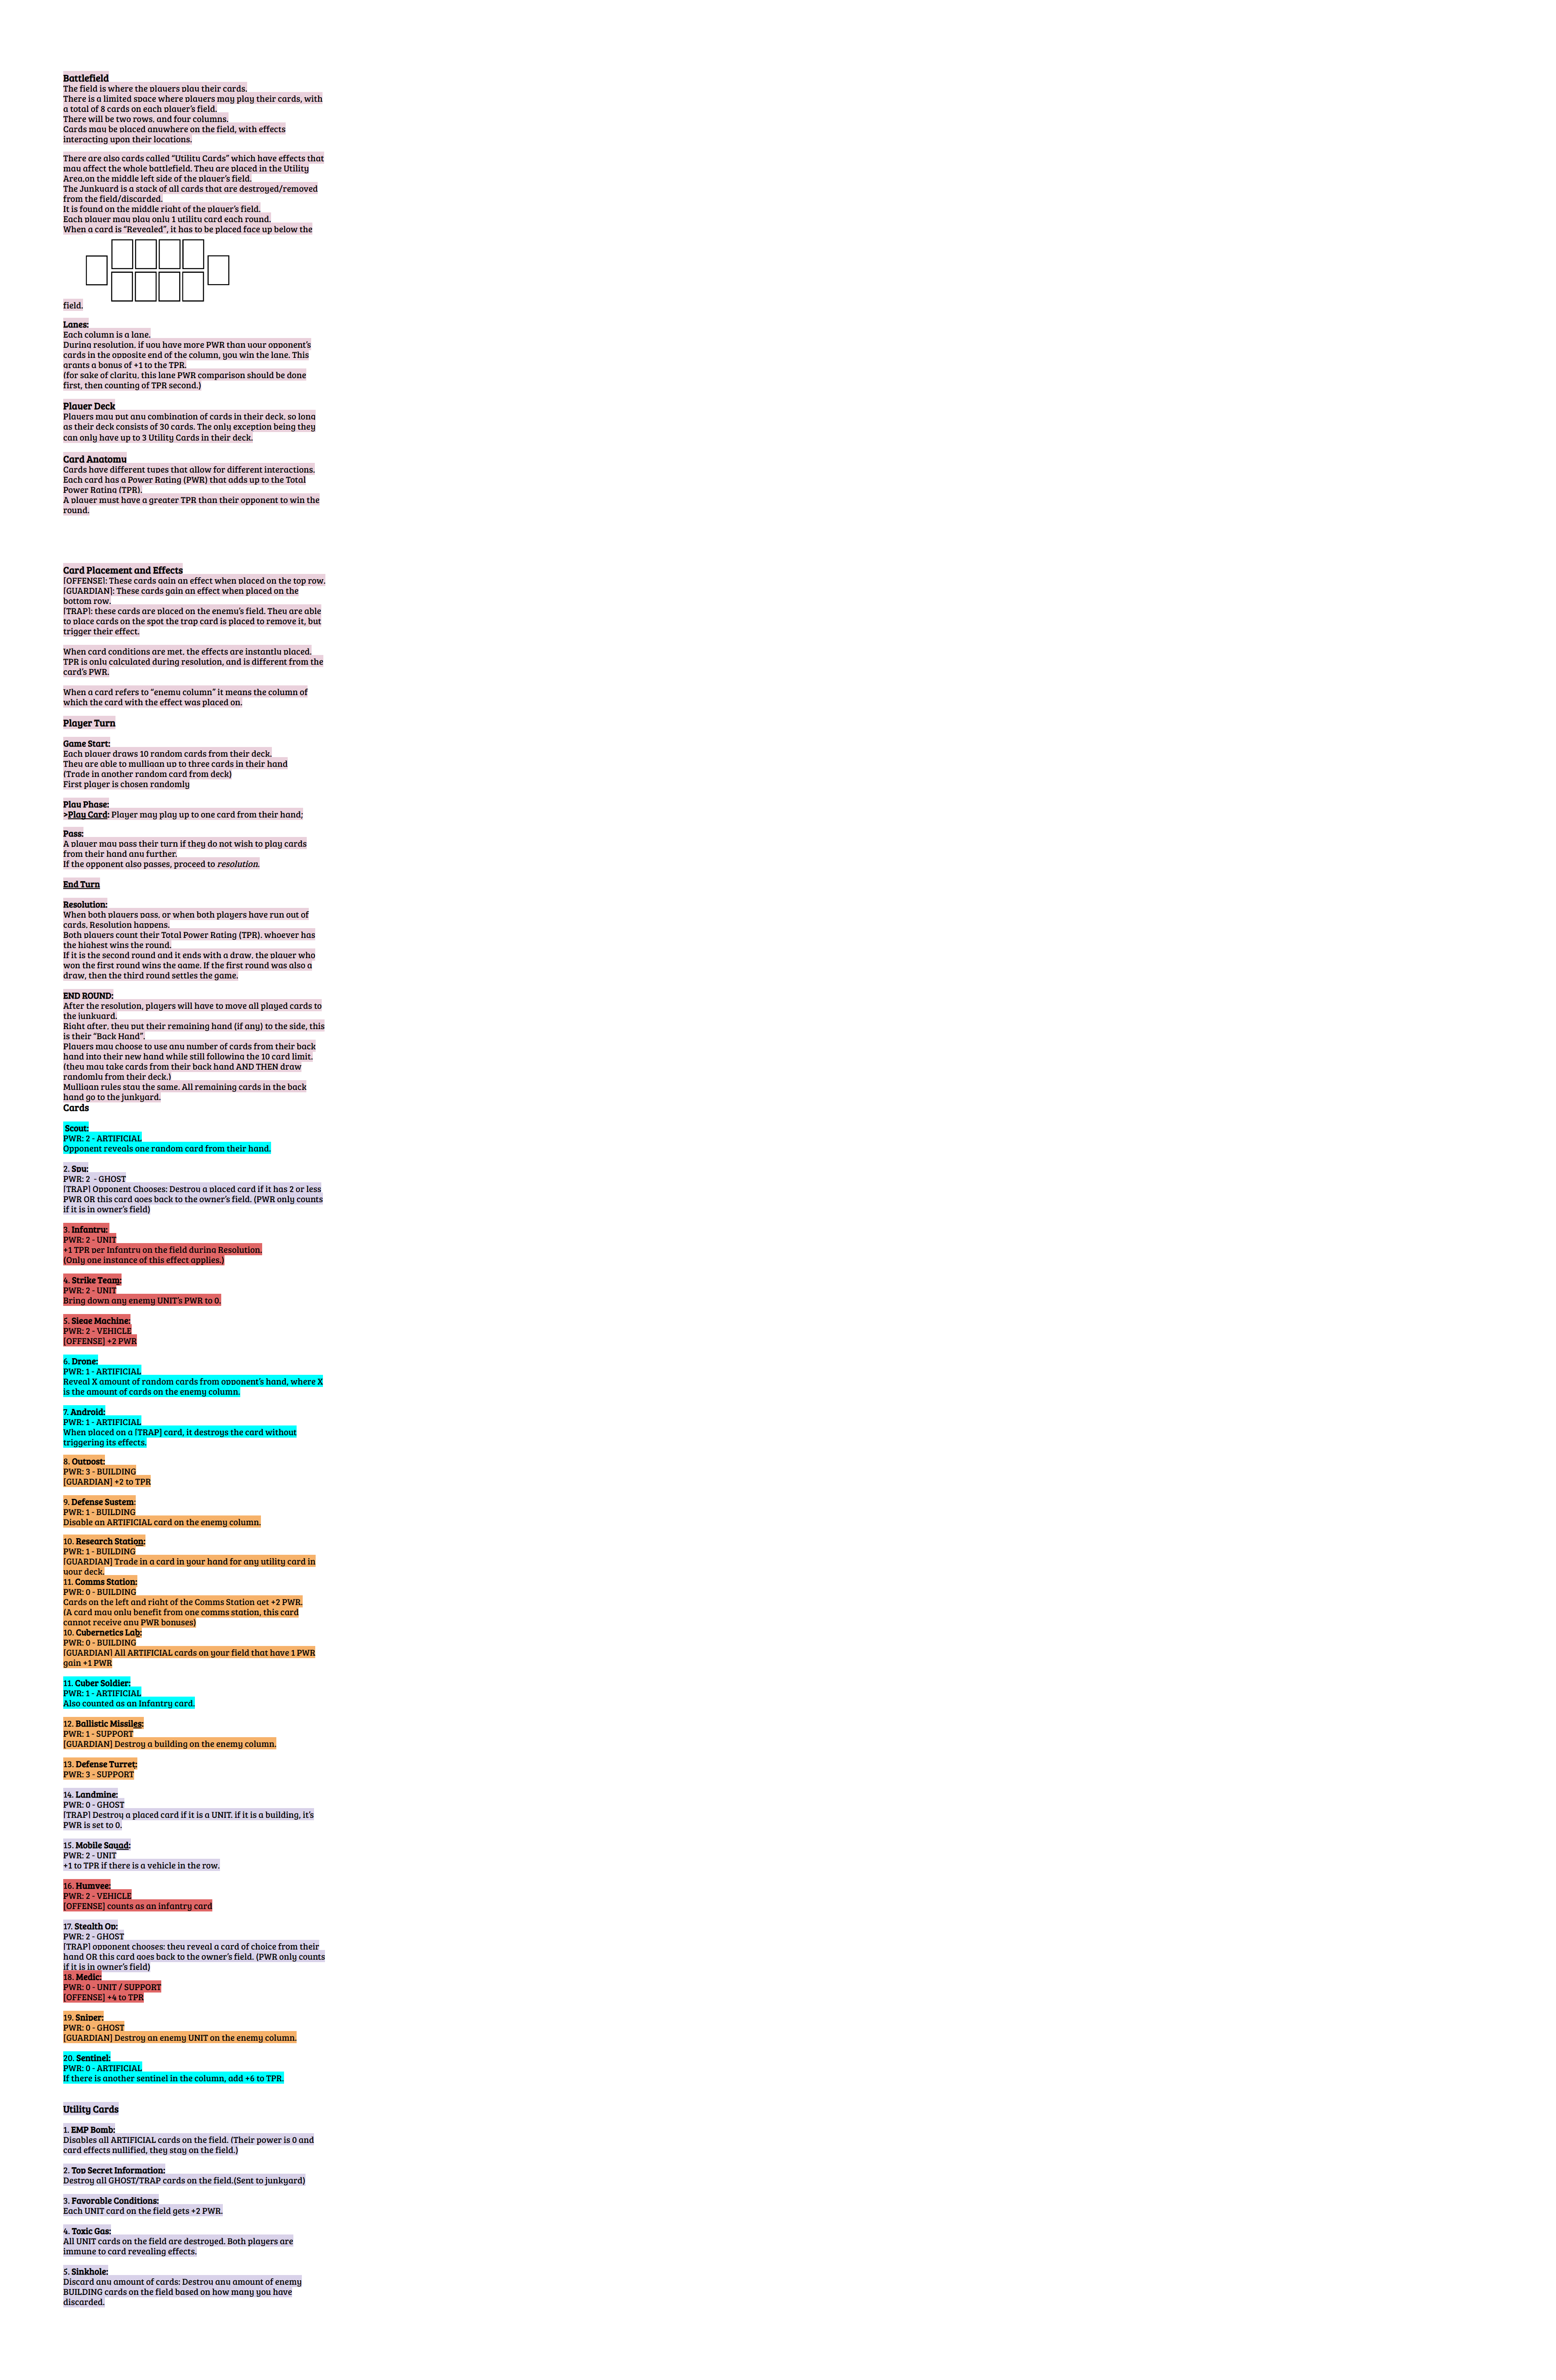 Battlefield
The field is where the players play their cards.
There is a limited space where players may play their cards, with
a total of 8 cards on each player's field.
There will be two rows, and four columns.
Cards may be placed anywhere on the field, with effects
interacting upon their locations.
There are also cards called "Utility Cards" which have effects that
may affect the whole battlefield. They are placed in the Utility
Area,on the middle left side of the player's field.
The Junkyard is a stack of all cards that are destroyed/removed
from the field/discarded.
It is found on the middle right of the player's field.
Each player may play only 1 utility card each round.
When a card is "Revealed", it has to be placed face up below the
field.
Lanes:
Each column is a lane.
During resolution, if you have more PWR than your opponent's
cards in the opposite end of the column, you win the lane. This
grants a bonus of +1 to the TPR.
(for sake of clarity, this lane PWR comparison should be done
first, then counting of TPR second.)
Player Deck
Players may put any combination of cards in their deck, so long
as their deck consists of 30 cards. The only exception being they
can only have up to 3 Utility Cards in their deck.
Card Anatomy
Cards have different types that allow for different interactions.
Each card has a Power Rating (PWR) that adds up to the Total
Power Rating (TPR).
A player must have a greater TPR than their opponent to win the
round.
Card Placement and Effects
[OFFENSE]: These cards gain an effect when placed on the top row.
[GUARDIAN]: These cards gain an effect when placed on the
bottom row.
[TRAP]: these cards are placed on the enemy's field. They are able
to place cards on the spot the trap card is placed to remove it, but
trigger their effect.
When card conditions are met, the effects are instantly placed.
TPR is only calculated during resolution, and is different from the
card's PWR.
When a card refers to "enemy column" it means the column of
which the card with the effect was placed on.
Player Turn
Game Start:
Each player draws 10 random cards from their deck.
They are able to mulligan up to three cards in their hand
(Trade in another random card from deck)
First player is chosen randomly
Play Phase:
>Play Card: Player may play up to one card from their hand;
Pass:
A player may pass their turn if they do not wish to play cards
from their hand any further.
If the opponent also passes, proceed to resolution.
End Turn
Resolution:
When both players pass, or when both players have run out of
cards, Resolution happens.
Both players count their Total Power Rating (TPR), whoever has
the highest wins the round.
If it is the second round and it ends with a draw, the player who
won the first round wins the game. If the first round was also a
draw, then the third round settles the game.
END ROUND:
After the resolution, players will have to move all played cards to
the junkyard.
Right after, they put their remaining hand (if any) to the side, this
is their "Back Hand".
Players may choose to use any number of cards from their back
hand into their new hand while still following the 10 card limit.
(they may take cards from their back hand AND THEN draw
randomly from their deck.)
Mulligan rules stay the same. All remaining cards in the back
hand go to the junkyard.
Cards
Scout:
PWR: 2 - ARTIFICIAL
Opponent reveals one random card from their hand.
2. Spy:
PWR: 2 - GHOST
[TRAP] Opponent Chooses: Destroy a placed card if it has 2 or less
PWR OR this card goes back to the owner's field. (PWR only counts
if it is in owner's field)
3. Infantry:
PWR: 2 - UNIT
+1 TPR per Infantry on the field during Resolution.
(Only one instance of this effect applies.)
4. Strike Team:
PWR: 2 - UNIT
Bring down any enemy UNIT's PWR to 0.
5. Siege Machine:
PWR: 2 - VEHICLE
[OFFENSE] +2 PWR
6. Drone:
PWR: 1 - ARTIFICIAL
Reveal X amount of random cards from opponent's hand, where X
is the amount of cards on the enemy column.
7. Android:
PWR: 1 - ARTIFICIAL
When placed on a [TRAP] card, it destroys the card without
triggering its effects.
8. Outpost:
PWR: 3 - BUILDING
[GUARDIAN] +2 to TPR
9. Defense System:
PWR: 1 - BUILDING
Disable an ARTIFICIAL card on the enemy column.
10. Research Station:
PWR: 1 - BUILDING
[GUARDIAN] Trade in a card in your hand for any utility card in
your deck.
11. Comms Station:
PWR: 0 - BUILDING
Cards on the left and right of the Comms Station get +2 PWR.
(A card may only benefit from one comms station, this card
cannot receive any PWR bonuses)
10. Cybernetics Lab:
PWR: 0 - BUILDING
[GUARDIAN] All ARTIFICIAL cards on your field that have 1 PWR
gain +1 PWR
11. Cyber Soldier:
PWR: 1 - ARTIFICIAL
Also counted as an Infantry card.
12. Ballistic Missiles:
PWR: 1 - SUPPORT
[GUARDIAN] Destroy a building on the enemy column.
13. Defense Turret:
PWR: 3 - SUPPORT
14. Landmine:
PWR: 0 - GHOST
[TRAP] Destroy a placed card if it is a UNIT, if it is a building, it's
PWR is set to 0.
15. Mobile Squad:
PWR: 2 - UNIT
+1 to TPR if there is a vehicle in the row.
16. Humvee:
PWR: 2 - VEHICLE
[OFFENSE] counts as an infantry card
17. Stealth Op:
PWR: 2 - GHOST
[TRAP] opponent chooses: they reveal a card of choice from their
hand OR this card goes back to the owner's field. (PWR only counts
if it is in owner's field)
18. Medic:
PWR: 0 - UNIT / SUPPORT
[OFFENSE] +4 to TPR
19. Sniper:
PWR: 0 - GHOST
[GUARDIAN] Destroy an enemy UNIT on the enemy column.
20. Sentinel:
PWR: 0 - ARTIFICIAL
If there is another sentinel in the column, add +6 to TPR.
Utility Cards
1. EMP Bomb:
Disables all ARTIFICIAL cards on the field. (Their power is 0 and
card effects nullified, they stay on the field.)
2. Top Secret Information:
Destroy all GHOST/TRAP cards on the field.(Sent to junkyard)
3. Favorable Conditions:
Each UNIT card on the field gets +2 PWR.
4. Toxic Gas:
All UNIT cards on the field are destroyed. Both players are
immune to card revealing effects.
5. Sinkhole:
Discard any amount of cards: Destroy any amount of enemy
BUILDING cards on the field based on how many you have
discarded.